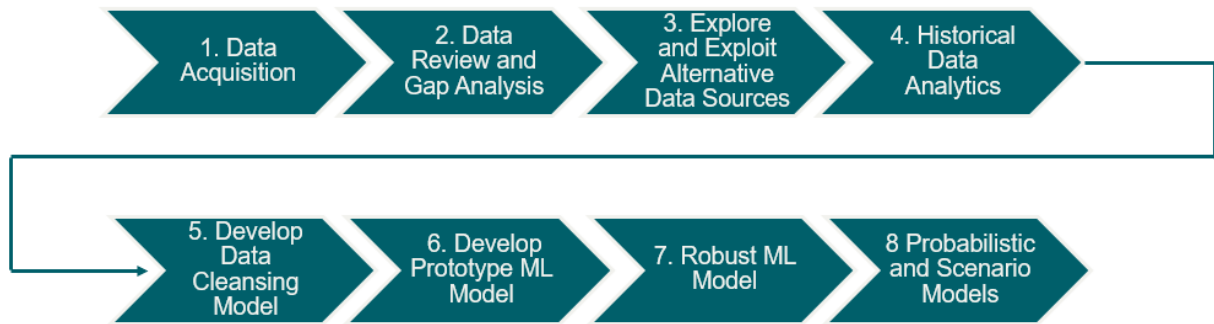 1. Data
Acquisition
2. Data
Review and
Gap Analysis
3. Explore
and Exploit
Alternative
Data Sources
4. Historical
Data
Analytics
5. Develop
Data
Cleansing
Model
6. Develop
Prototype ML
Model
7. Robust ML
Model
8 Probabilistic
and Scenario
Models